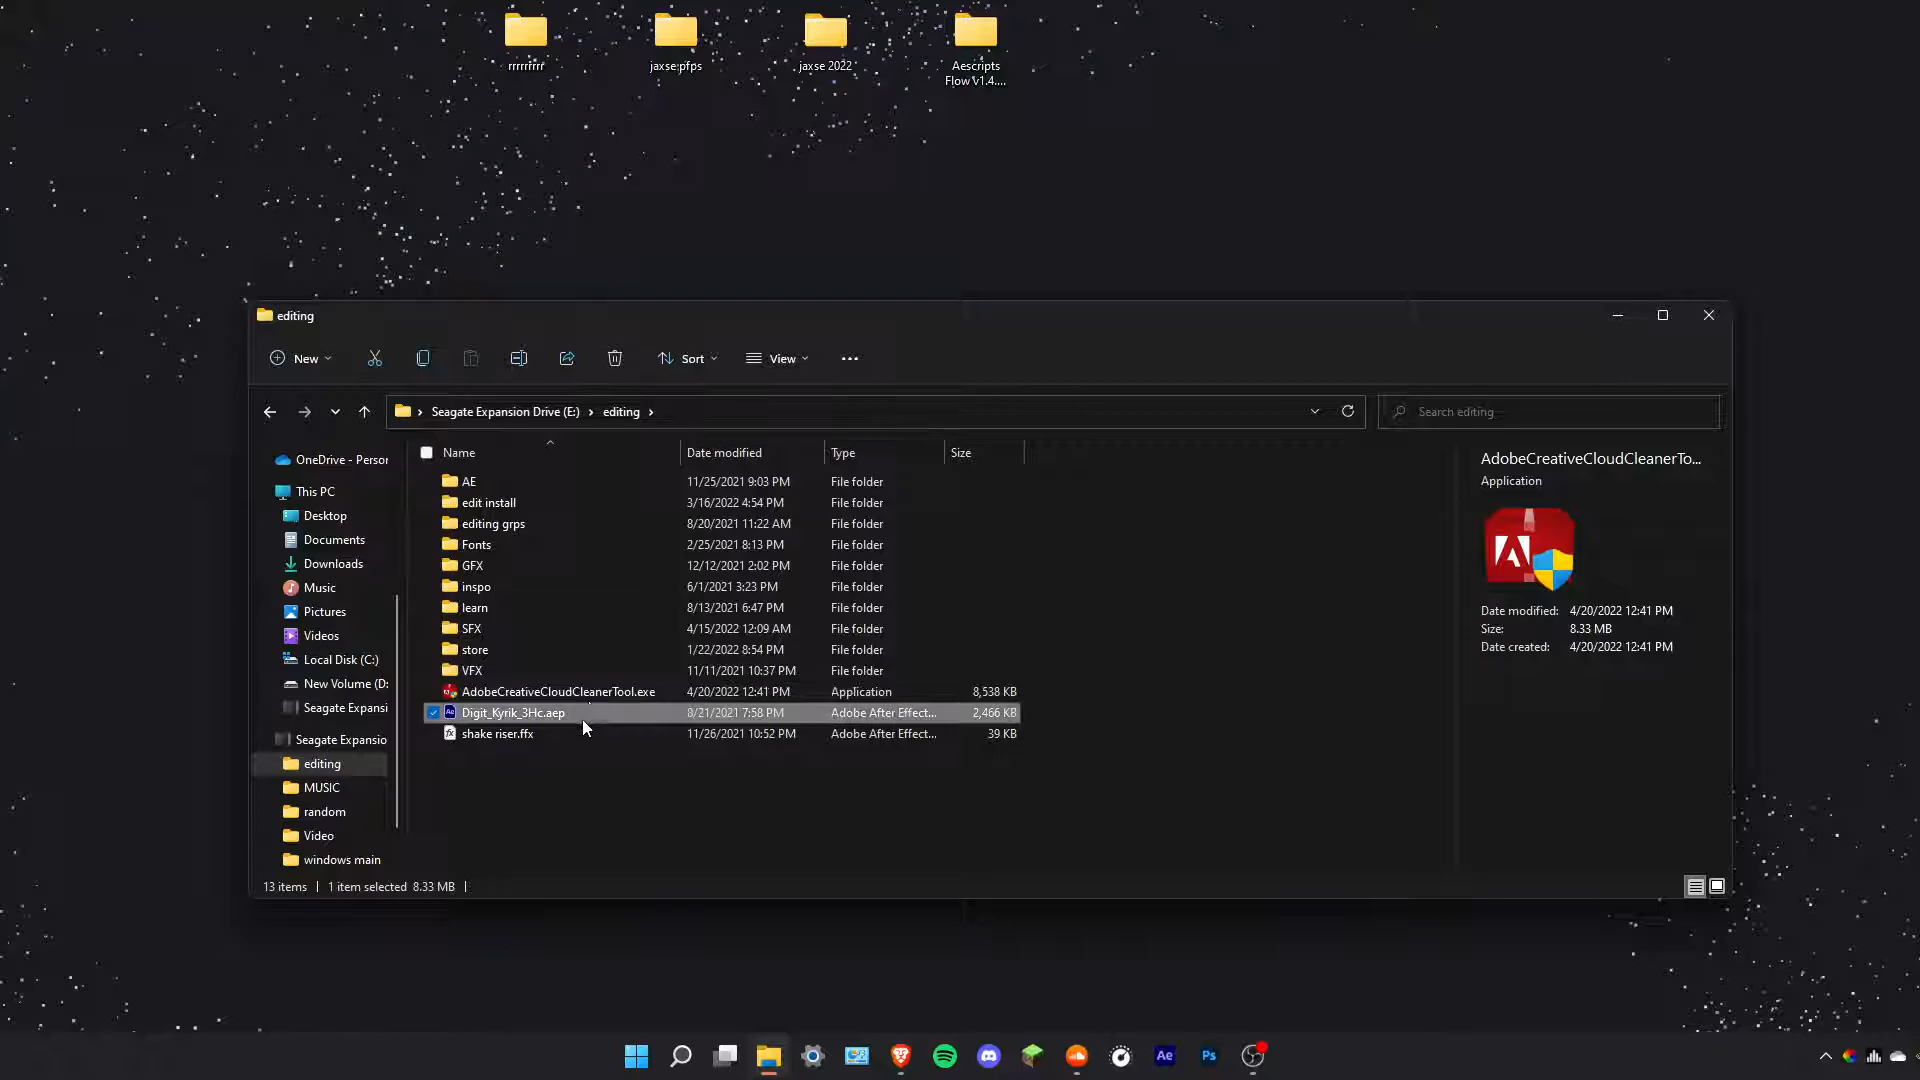 rrrrrrrrr
jaxse pfps
jaxse 2022
Aescripts
Flow v1.4....
editing
New
Sort
View
Seagate Expansion Drive (E:) > editing >
Search editing
Name Date modified Type Size
OneDrive - Person
This PC
Desktop
Documents
Downloads
Music
Pictures
Videos
Local Disk (C:)
New Volume (D:
Seagate Expansi
Seagate Expansio
editing
MUSIC
random
Video
windows main
AE 11/25/2021 9:03 PM File folder
edit install 3/16/2022 4:54 PM File folder
editing grps 8/20/2021 11:22 AM File folder
Fonts 2/25/2021 8:13 PM File folder
GFX 12/12/2021 2:02 PM File folder
inspo 6/1/2021 3:23 PM File folder
learn 8/13/2021 6:47 PM File folder
SFX 4/15/2022 12:09 AM File folder
store 1/22/2022 8:54 PM File folder
VFX 11/11/2021 10:37 PM File folder
AdobeCreativeCloudCleanerTool.exe 4/20/2022 12:41 PM Application 8,538 KB
Digit_Kyrik_3Hc.aep 8/21/2021 7:58 PM Adobe After Effect... 2,466 KB
shake riser.ffx 11/26/2021 10:52 PM Adobe After Effect... 39 KB
AdobeCreativeCloudCleanerTo...
Application
Date modified: 4/20/2022 12:41 PM
Size: 8.33 MB
Date created: 4/20/2022 12:41 PM
13 items | 1 item selected 8.33 MB |
Ae
Ps